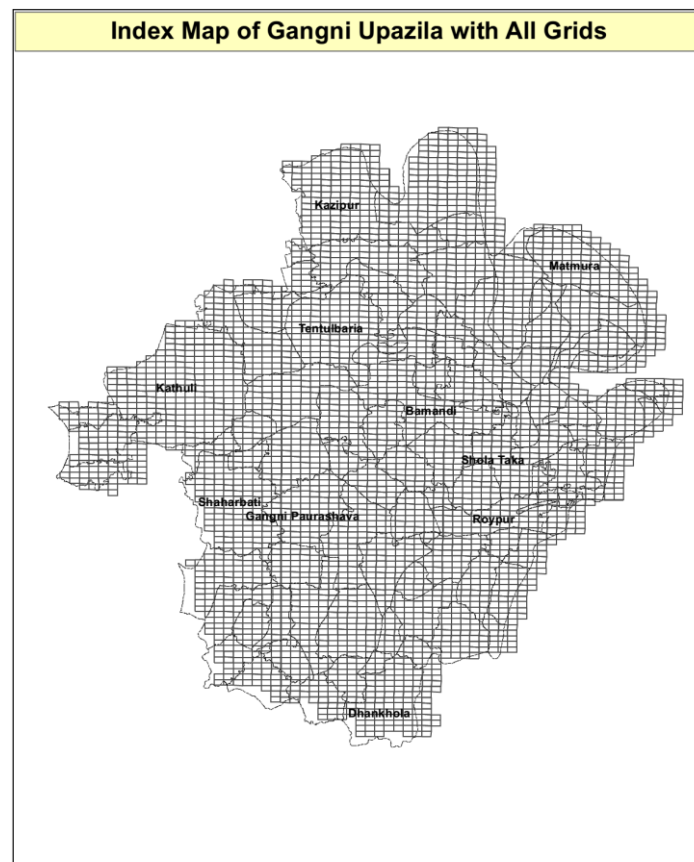 Index Map of Gangni Upazila with All Grids
Kazipur
Matmura
Tentulbaria
Kathuli
Bamandi
Shola Taka
Shaharbati
Gangni Paurashava
Roypur
Dhankhola